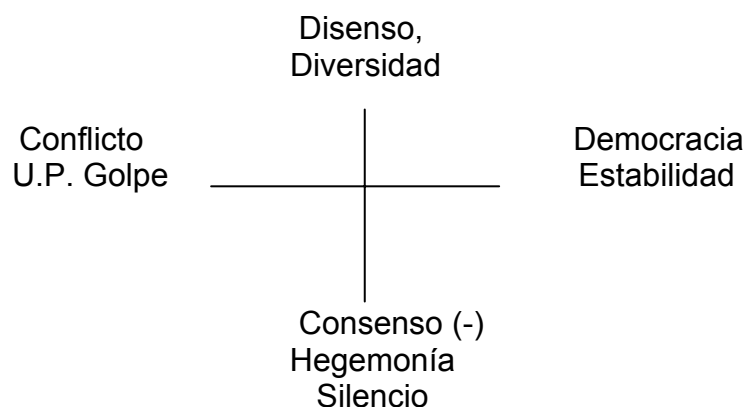 Disenso,
Diversidad
Conflicto
U.P. Golpe
Democracia
Estabilidad
Consenso (-)
Hegemonía
Silencio